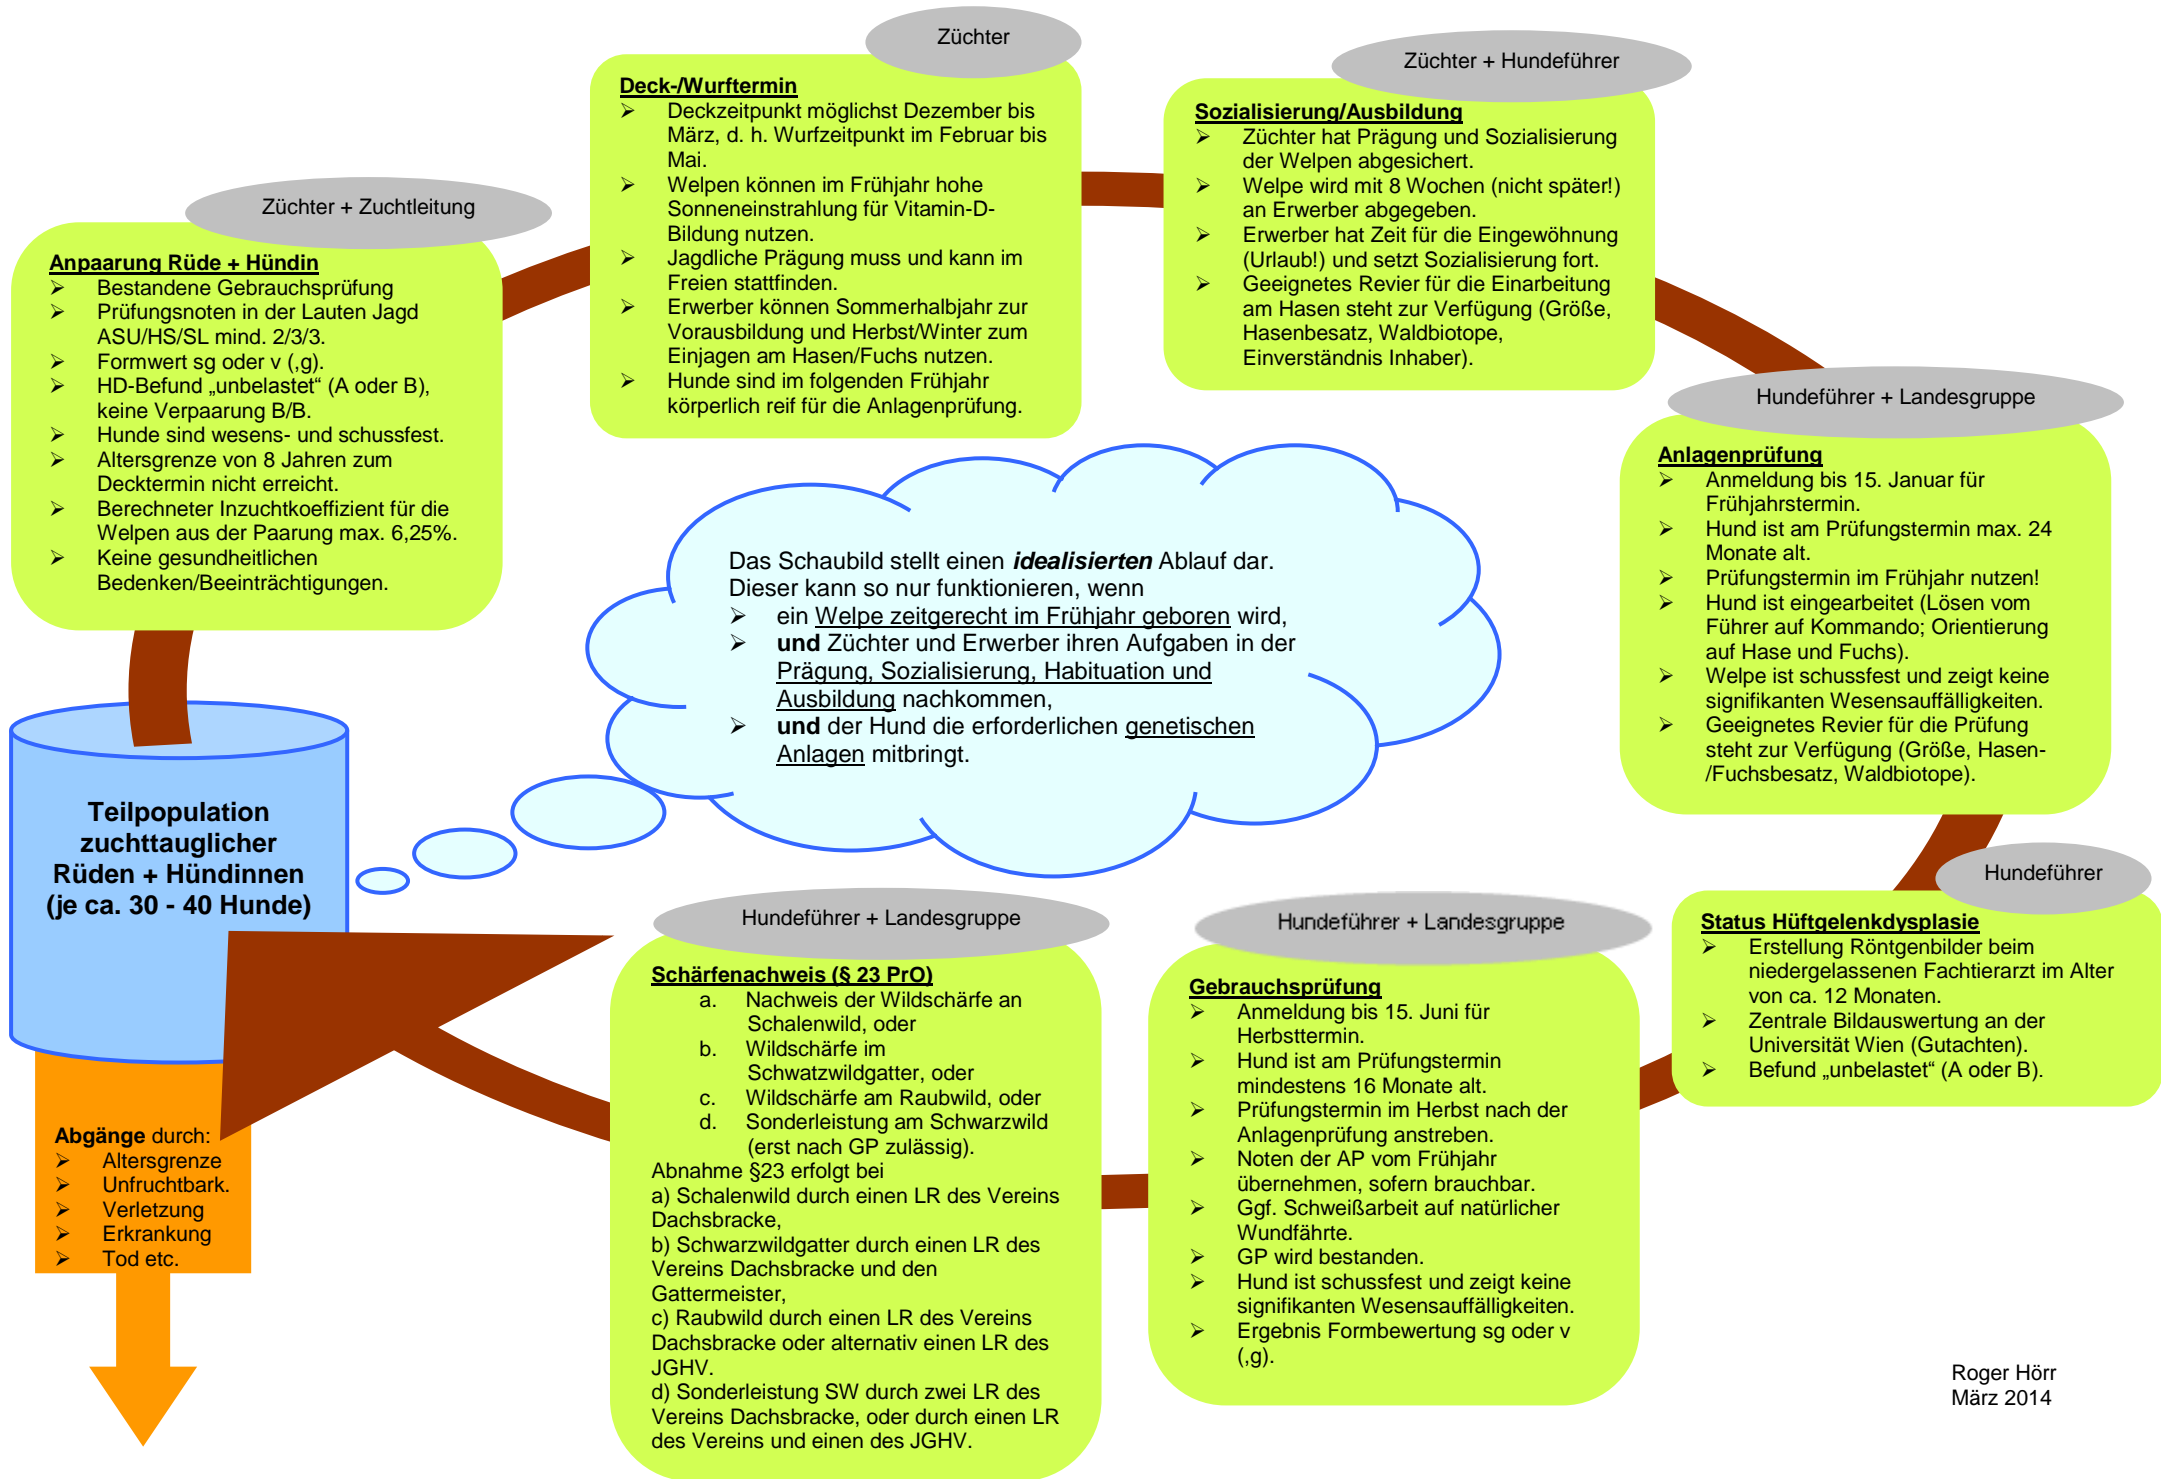 Züchter
Deck-/Wurftermin
➢ Deckzeitpunkt möglichst Dezember bis
März, d. h. Wurfzeitpunkt im Februar bis
Mai.
➢ Welpen können im Frühjahr hohe
Sonneneinstrahlung für Vitamin-D-
Bildung nutzen.
➢ Jagdliche Prägung muss und kann im
Freien stattfinden.
➢ Erwerber können Sommerhalbjahr zur
Vorausbildung und Herbst/Winter zum
Einjagen am Hasen/Fuchs nutzen.
➢ Hunde sind im folgenden Frühjahr
körperlich reif für die Anlagenprüfung.
Züchter + Hundeführer
Sozialisierung/Ausbildung
➢ Züchter hat Prägung und Sozialisierung
der Welpen abgesichert.
➢ Welpe wird mit 8 Wochen (nicht später!)
an Erwerber abgegeben.
➢ Erwerber hat Zeit für die Eingewöhnung
(Urlaub!) und setzt Sozialisierung fort.
➢ Geeignetes Revier für die Einarbeitung
am Hasen steht zur Verfügung (Größe,
Hasenbesatz, Waldbiotope,
Einverständnis Inhaber).
Züchter + Zuchtleitung
Anpaarung Rüde + Hündin
➢ Bestandene Gebrauchsprüfung
➢ Prüfungsnoten in der Lauten Jagd
ASU/HS/SL mind. 2/3/3.
➢ Formwert sg oder v (,g).
➢ HD-Befund „unbelastet“ (A oder B),
keine Verpaarung B/B.
➢ Hunde sind wesens- und schussfest.
➢ Altersgrenze von 8 Jahren zum
Decktermin nicht erreicht.
➢ Berechneter Inzuchtkoeffizient für die
Welpen aus der Paarung max. 6,25%.
➢ Keine gesundheitlichen
Bedenken/Beeinträchtigungen.
Hundeführer + Landesgruppe
Anlagenprüfung
➢ Anmeldung bis 15. Januar für
Frühjahrstermin.
➢ Hund ist am Prüfungstermin max. 24
Monate alt.
➢ Prüfungstermin im Frühjahr nutzen!
➢ Hund ist eingearbeitet (Lösen vom
Führer auf Kommando; Orientierung
auf Hase und Fuchs).
➢ Welpe ist schussfest und zeigt keine
signifikanten Wesensauffälligkeiten.
➢ Geeignetes Revier für die Prüfung
steht zur Verfügung (Größe, Hasen-
/Fuchsbesatz, Waldbiotope).
Das Schaubild stellt einen idealisierten Ablauf dar.
Dieser kann so nur funktionieren, wenn
➢ ein Welpe zeitgerecht im Frühjahr geboren wird,
➢ und Züchter und Erwerber ihren Aufgaben in der
Prägung, Sozialisierung, Habituation und
Ausbildung nachkommen,
➢ und der Hund die erforderlichen genetischen
Anlagen mitbringt.
Teilpopulation
zuchttauglicher
Rüden + Hündinnen
(je ca. 30 - 40 Hunde)
Abgänge durch:
➢ Altersgrenze
➢ Unfruchtbark.
➢ Verletzung
➢ Erkrankung
➢ Tod etc.
Hundeführer + Landesgruppe
Schärfenachweis (§ 23 PrO)
a. Nachweis der Wildschärfe an
Schalenwild, oder
b. Wildschärfe im
Schwatzwildgatter, oder
c. Wildschärfe am Raubwild, oder
d. Sonderleistung am Schwarzwild
(erst nach GP zulässig).
Abnahme §23 erfolgt bei
a) Schalenwild durch einen LR des Vereins
Dachsbracke,
b) Schwarzwildgatter durch einen LR des
Vereins Dachsbracke und den
Gattermeister,
c) Raubwild durch einen LR des Vereins
Dachsbracke oder alternativ einen LR des
JGHV.
d) Sonderleistung SW durch zwei LR des
Vereins Dachsbracke, oder durch einen LR
des Vereins und einen des JGHV.
Hundeführer + Landesgruppe
Gebrauchsprüfung
➢ Anmeldung bis 15. Juni für
Herbsttermin.
➢ Hund ist am Prüfungstermin
mindestens 16 Monate alt.
➢ Prüfungstermin im Herbst nach der
Anlagenprüfung anstreben.
➢ Noten der AP vom Frühjahr
übernehmen, sofern brauchbar.
➢ Ggf. Schweißarbeit auf natürlicher
Wundfährte.
➢ GP wird bestanden.
➢ Hund ist schussfest und zeigt keine
signifikanten Wesensauffälligkeiten.
➢ Ergebnis Formbewertung sg oder v
(,g).
Hundeführer
Status Hüftgelenkdysplasie
➢ Erstellung Röntgenbilder beim
niedergelassenen Fachtierarzt im Alter
von ca. 12 Monaten.
➢ Zentrale Bildauswertung an der
Universität Wien (Gutachten).
➢ Befund „unbelastet“ (A oder B).
Roger Hörr
März 2014